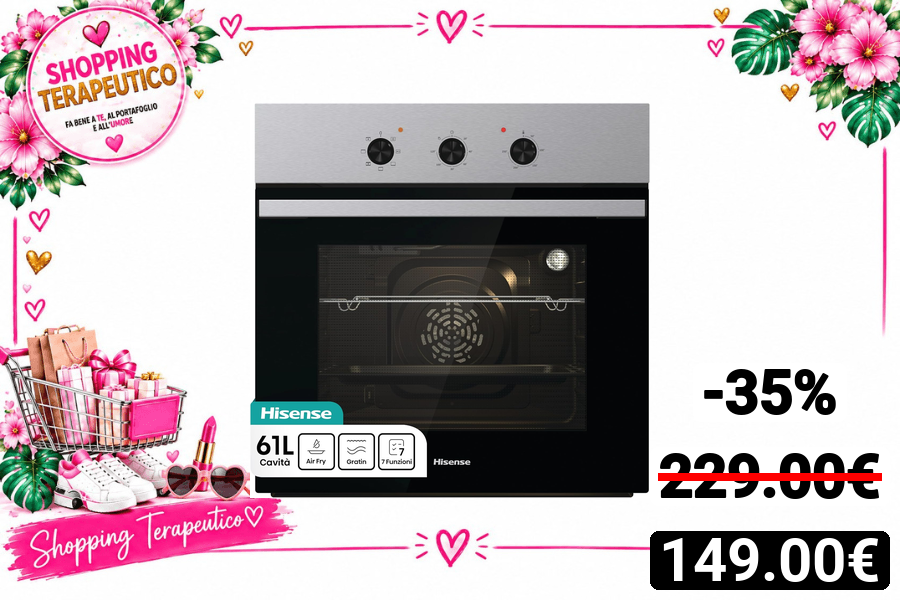 SHOPPING
TERAPEUTICO
FA BENE A TE, AL PORTAFOGLIO
E ALL'UMORE
Hisense
61L
Cavità
Air Fry
Gratin
7
7 Funzioni
Hisense
-35%
229.00€
149.00€
Shopping Terapeutico